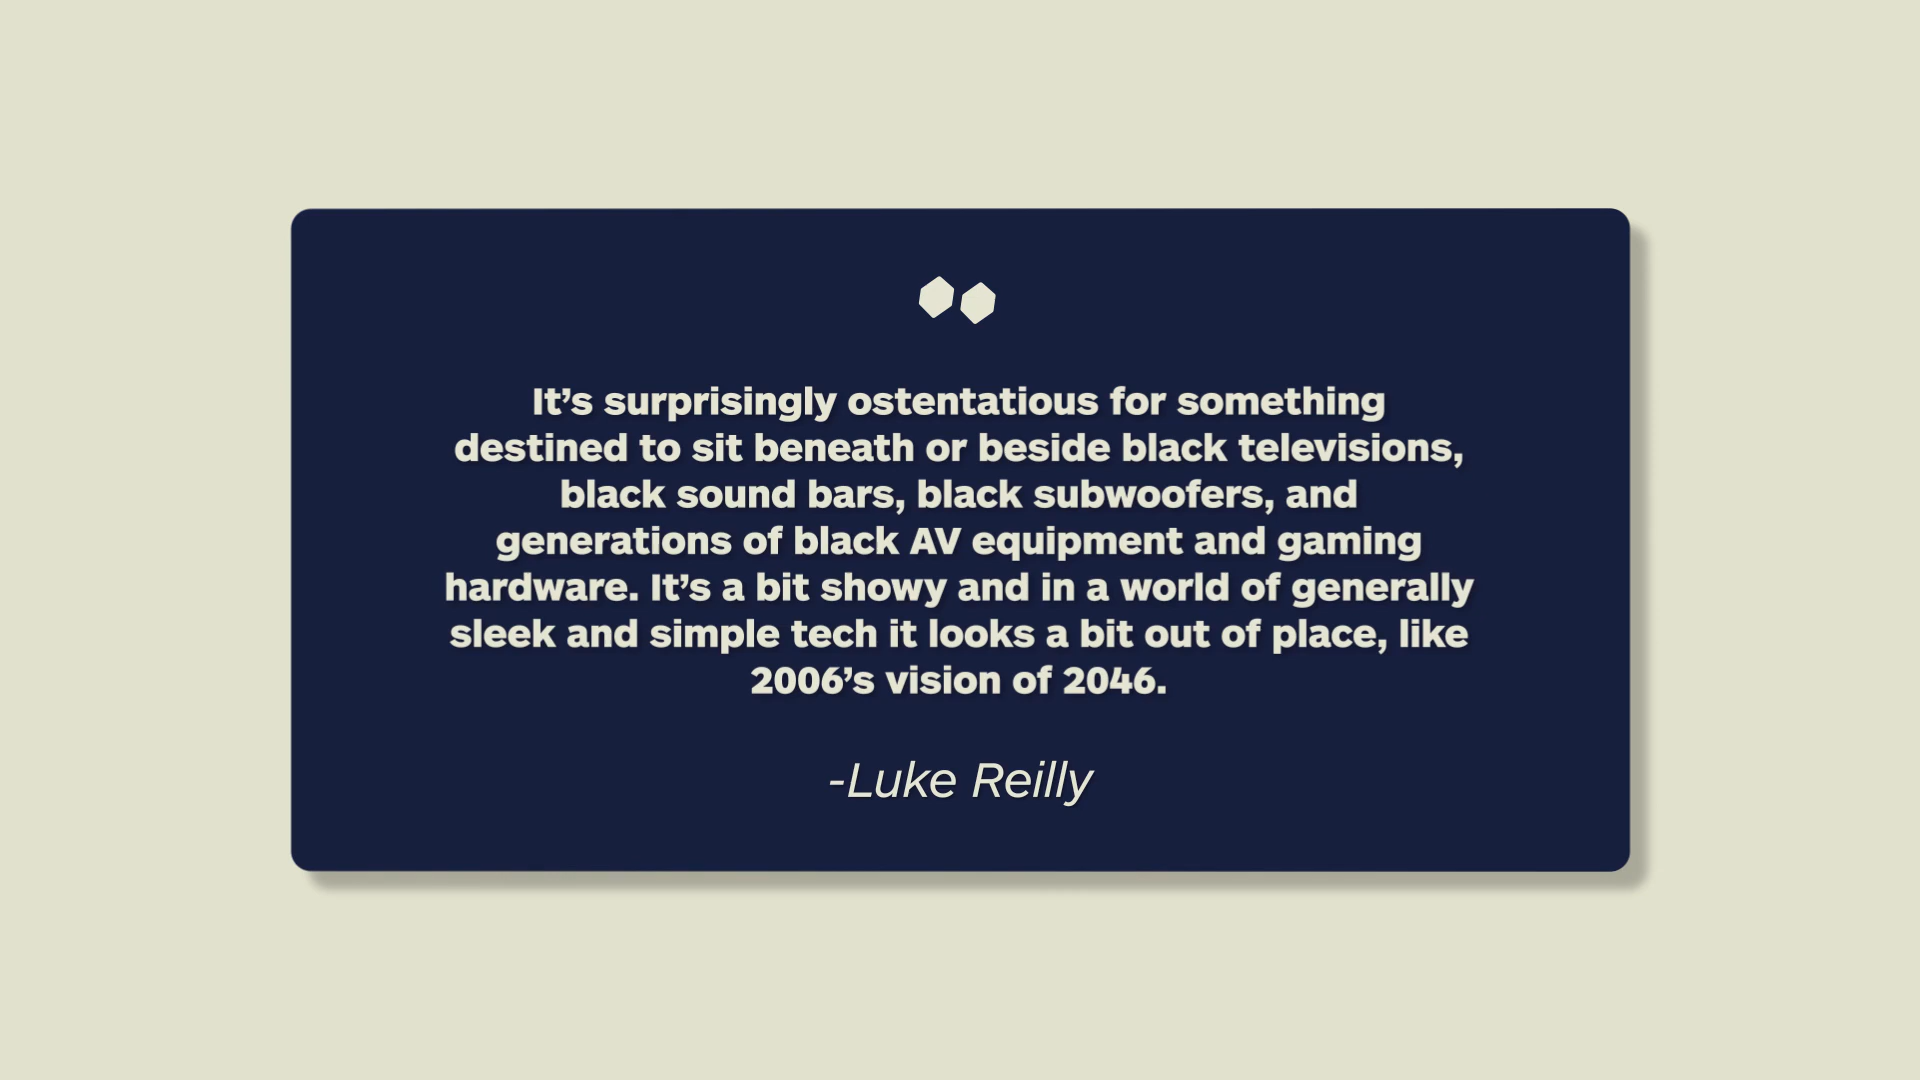 It’s surprisingly ostentatious for something
destined to sit beneath or beside black televisions,
black sound bars, black subwoofers, and
generations of black AV equipment and gaming
hardware. It’s a bit showy and in a world of generally
sleek and simple tech it looks a bit out of place, like
2006’s vision of 2046.
-Luke Reilly